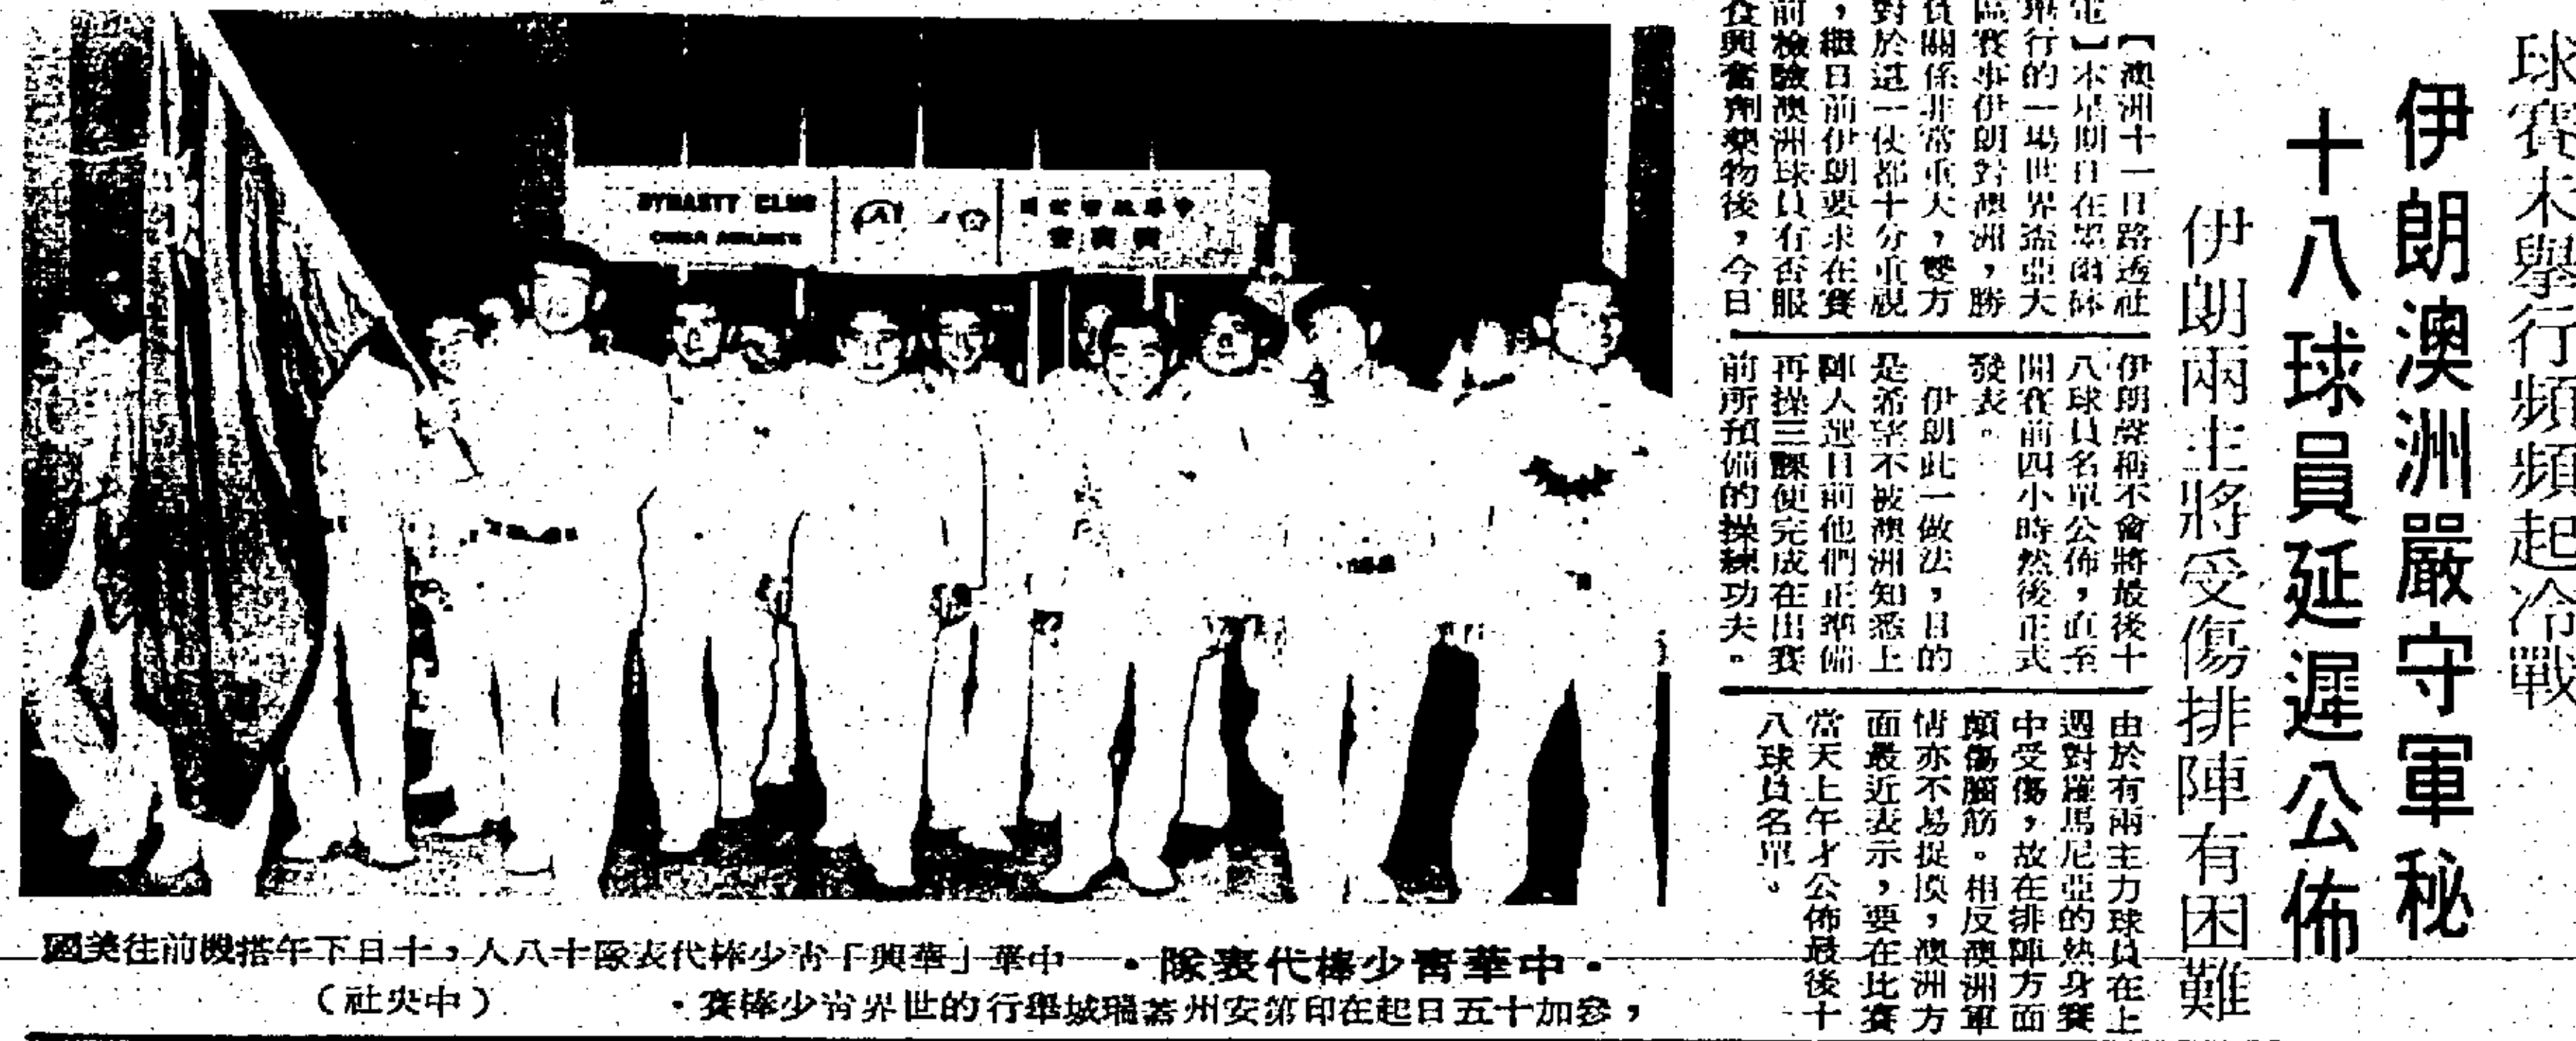 球賽未舉行頻頻起冷戰
伊朗澳洲嚴守軍秘
十八球員延遲公佈
伊朗兩主將受傷排陣有困難
【澳洲十一日路透社
電】本星期日在墨爾砵
舉行的一場世界盃亞大
區賽事伊朗對澳洲，勝
負關係非常重大，雙方
對於這一仗都十分重視
，繼日前伊朗要求在賽
前檢驗澳洲球員有否服
食興奮劑藥物後，今日
伊朗聲稱不會將最後十
八球員名單公佈，直至
開賽前四小時然後正式
發表。
伊朗此一做法，目的
是希望不被澳洲知悉上
陣人選目前他們正準備
再操三課便完成在出賽
前所預備的操練功夫。
由於有兩主力球員在上
週對羅馬尼亞的熱身賽
中受傷，故在排陣方面
頗傷腦筋。相反澳洲軍
情亦不易捉摸，澳洲方
面最近表示，要在比賽
當天上午才公佈最後十
八球員名單。
DYNASTY CLUB
CHINA AIRLINES
·中華青少棒代表隊·中華「華興」青少棒代表隊十八人，十日下午搭機前往美國
，參加十五日起在印第安州蓋瑞城舉行的世界青少棒賽。（中央社）